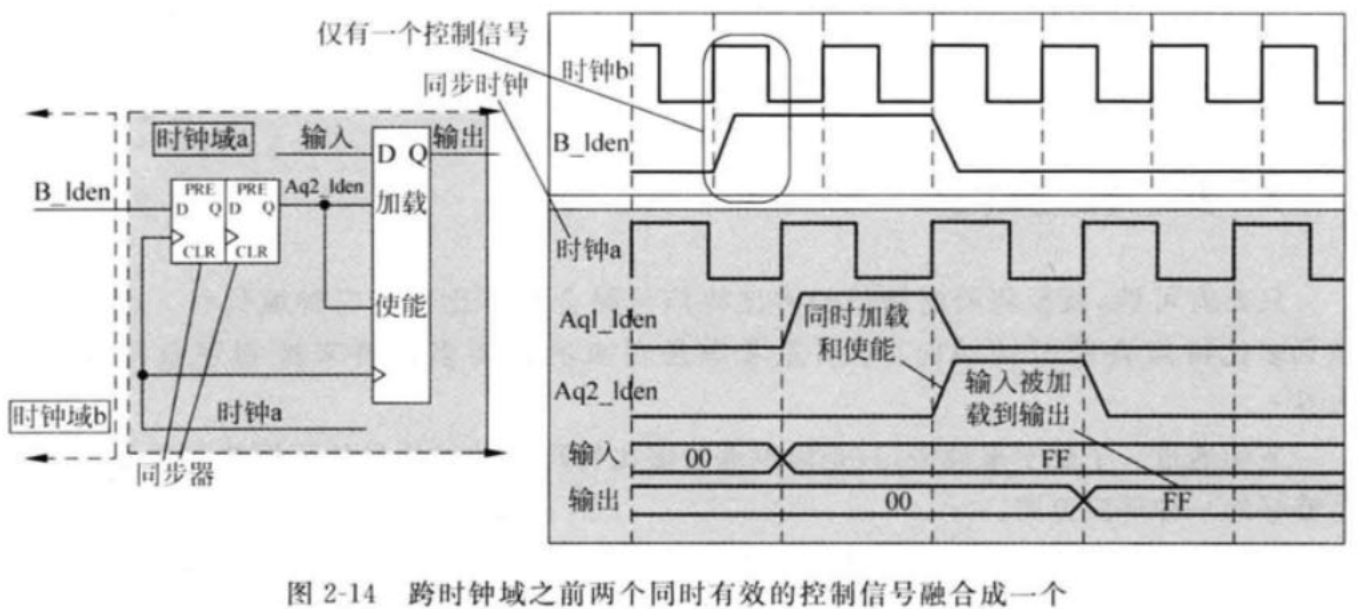 仅有一个控制信号
同步时钟
时钟域a
输入
输出
D Q
B_lden
PRE PRE
D Q D Q
CLR CLR
Aq2_lden
加载
使能
时钟a
时钟域b
同步器
时钟b
B_lden
时钟a
Aq1_lden
同时加载
和使能
Aq2_lden
输入被加
载到输出
输入 00 FF
输出 00 FF
图 2-14 跨时钟域之前两个同时有效的控制信号融合成一个